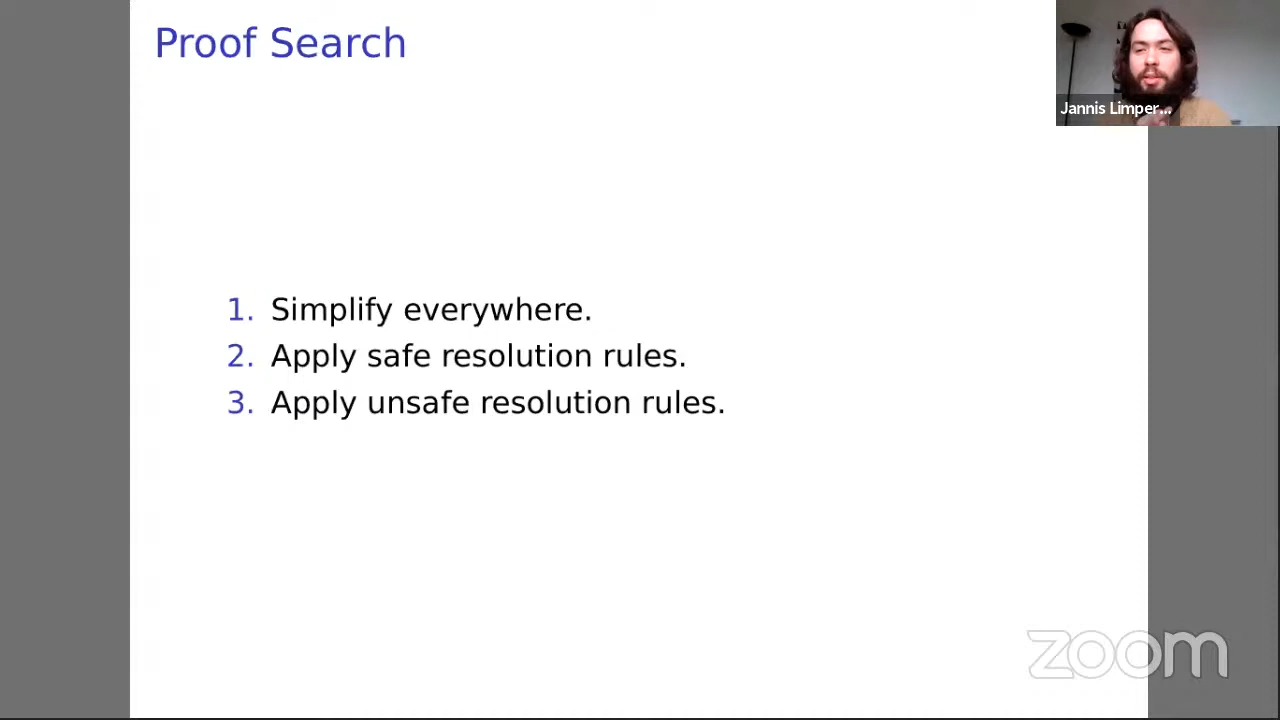 Proof Search
Jannis Limper...
1. Simplify everywhere.
2. Apply safe resolution rules.
3. Apply unsafe resolution rules.
zoom